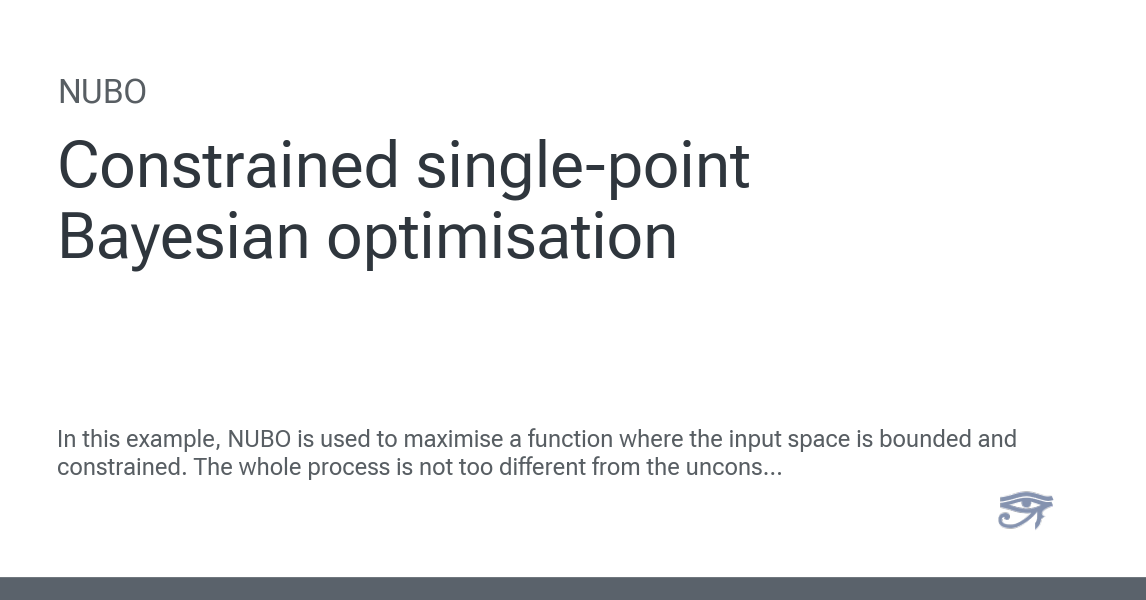 NUBO
Constrained single-point
Bayesian optimisation
In this example, NUBO is used to maximise a function where the input space is bounded and
constrained. The whole process is not too different from the uncons...